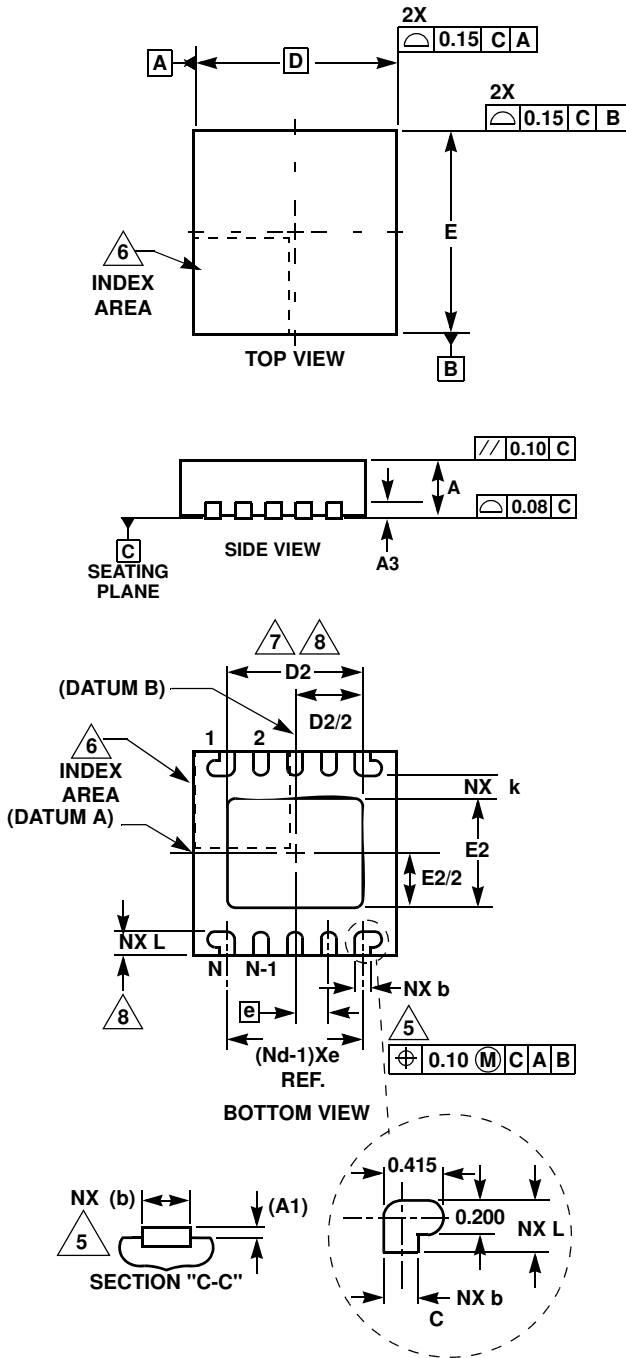 2X
⌓ 0.15 C A
A
D
2X
⌓ 0.15 C B
6
INDEX
AREA
E
TOP VIEW
B
// 0.10 C
A
⌓ 0.08 C
C
SEATING
PLANE
SIDE VIEW
A3
7 8
D2
(DATUM B)
D2/2
1 2
6
INDEX
AREA
(DATUM A)
NX k
E2
E2/2
NX L
N N-1
8
NX b
e
5
(Nd-1)Xe
REF.
⌖ 0.10 Ⓜ C A B
BOTTOM VIEW
NX (b)
(A1)
5
SECTION "C-C"
0.415
0.200
NX L
NX b
C